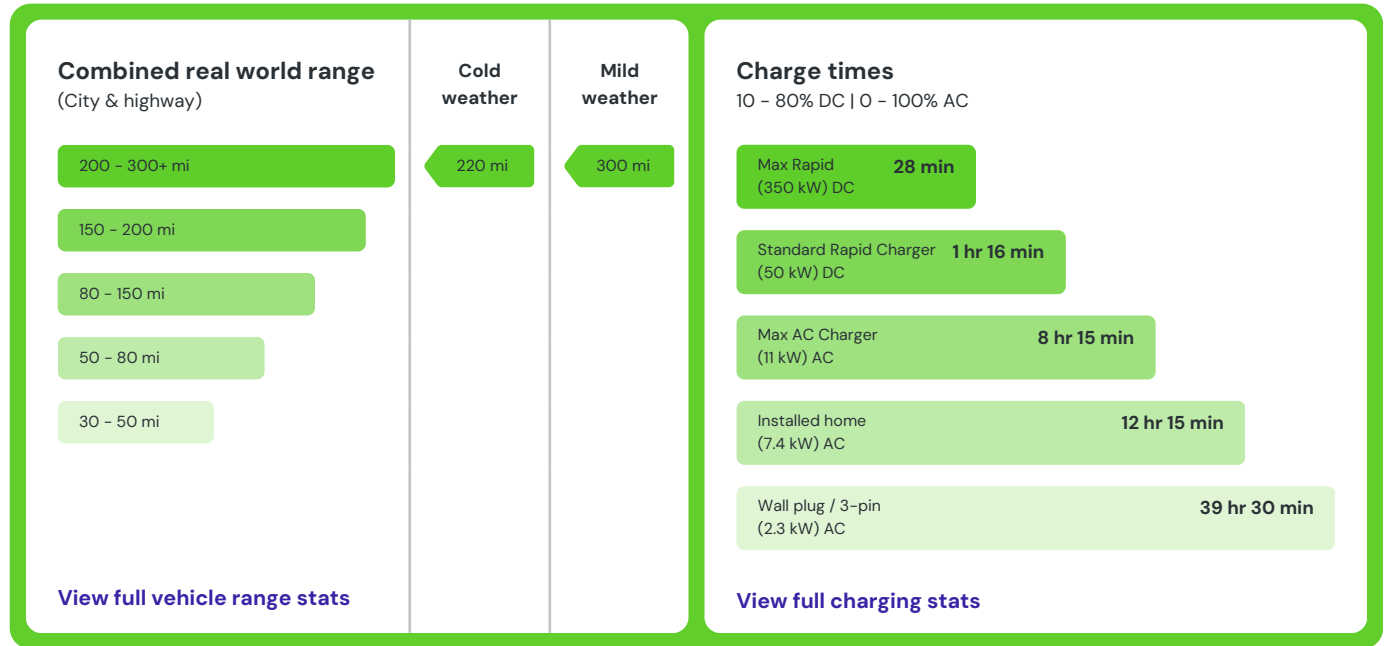 Combined real world range
(City & highway)
Cold
weather
Mild
weather
200 - 300+ mi
220 mi
300 mi
150 - 200 mi
80 - 150 mi
50 - 80 mi
30 - 50 mi
View full vehicle range stats
Charge times
10 - 80% DC | 0 - 100% AC
Max Rapid
(350 kW) DC
28 min
Standard Rapid Charger
(50 kW) DC
1 hr 16 min
Max AC Charger
(11 kW) AC
8 hr 15 min
Installed home
(7.4 kW) AC
12 hr 15 min
Wall plug / 3-pin
(2.3 kW) AC
39 hr 30 min
View full charging stats